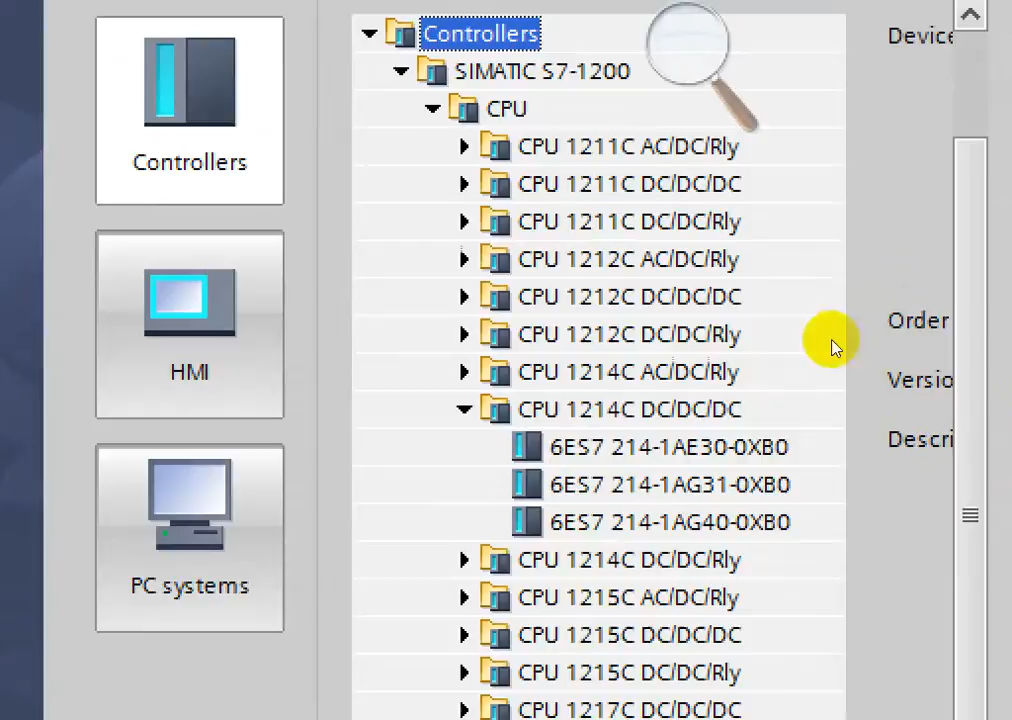 Controllers
HMI
PC systems
Controllers
SIMATIC S7-1200
CPU
CPU 1211C AC/DC/Rly
CPU 1211C DC/DC/DC
CPU 1211C DC/DC/Rly
CPU 1212C AC/DC/Rly
CPU 1212C DC/DC/DC
CPU 1212C DC/DC/Rly
CPU 1214C AC/DC/Rly
CPU 1214C DC/DC/DC
6ES7 214-1AE30-0XB0
6ES7 214-1AG31-0XB0
6ES7 214-1AG40-0XB0
CPU 1214C DC/DC/Rly
CPU 1215C AC/DC/Rly
CPU 1215C DC/DC/DC
CPU 1215C DC/DC/Rly
CPU 1217C DC/DC/DC
Device
Order
Versio
Descri